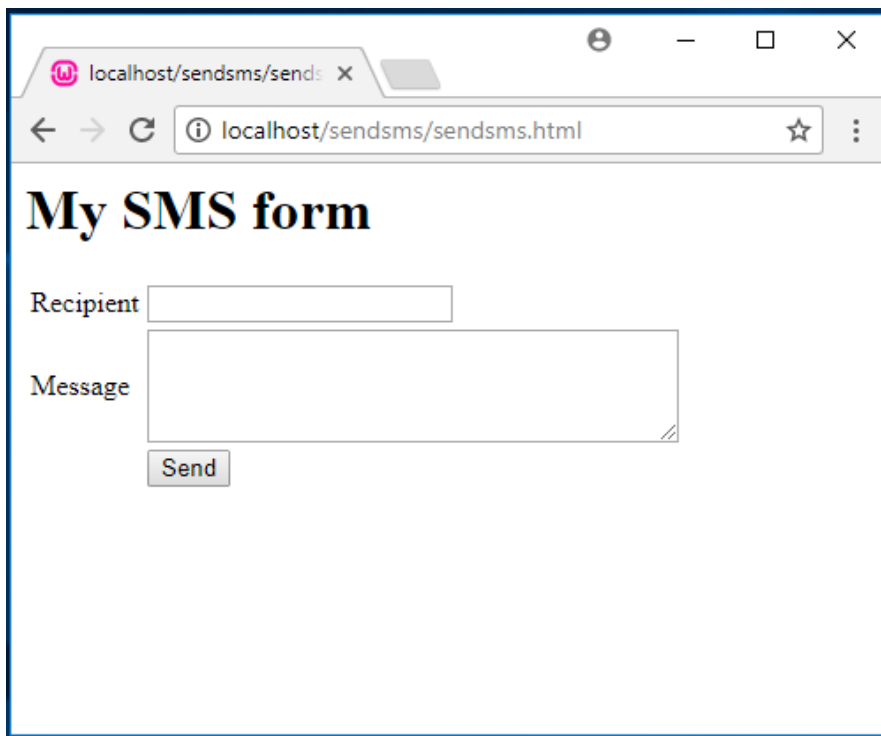 localhost/sendsms/sends
localhost/sendsms/sendsms.html
My SMS form
Recipient
Message
Send